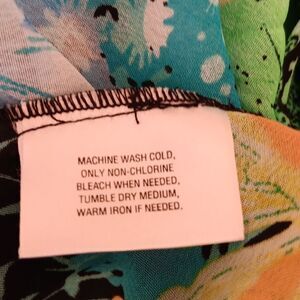 MACHINE WASH COLD,
ONLY NON-CHLORINE
BLEACH WHEN NEEDED,
TUMBLE DRY MEDIUM,
WARM IRON IF NEEDED.